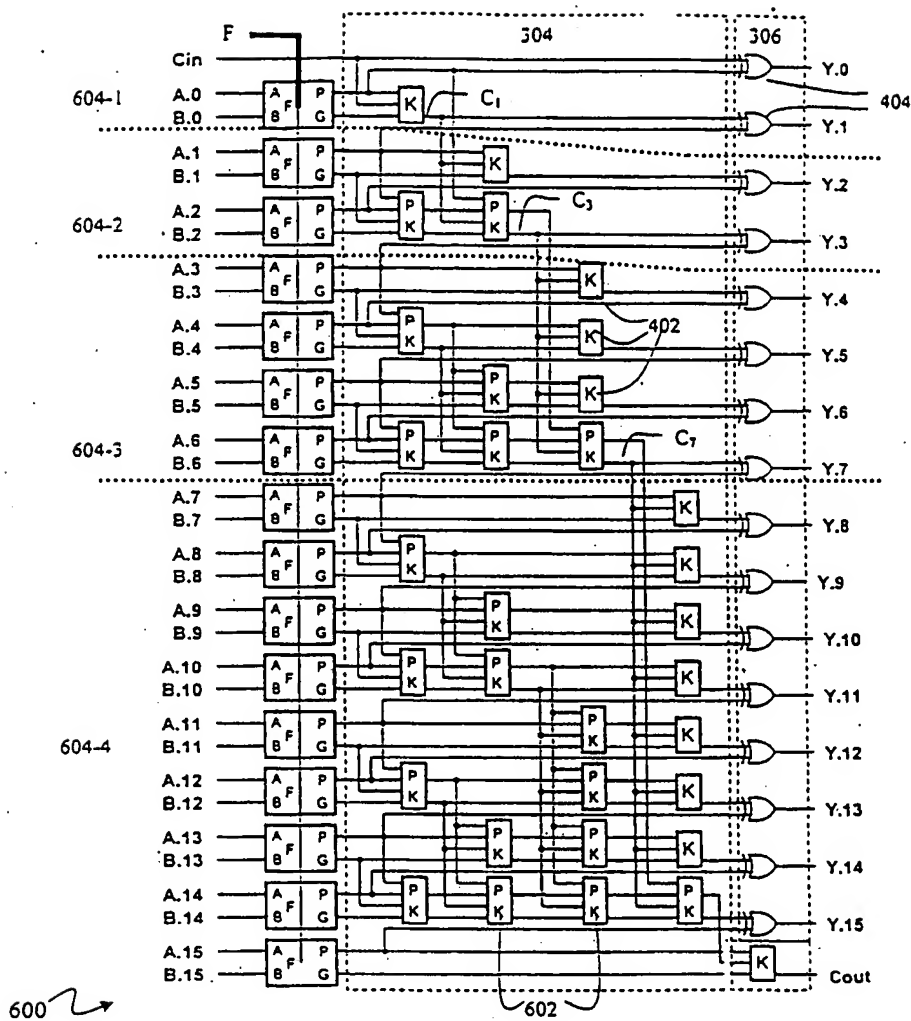 F 304 306
Cin Y.0
604-1 A.0 A F P K C1 404
B.0 B G Y.1
A.1 A F P K
B.1 B G Y.2
604-2 A.2 A F P P K P K C3
B.2 B G Y.3
A.3 A F P K
B.3 B G Y.4
A.4 A F P P K K 402
B.4 B G Y.5
A.5 A F P P K K
B.5 B G Y.6
604-3 A.6 A F P P K P K P K C7
B.6 B G Y.7
A.7 A F P K
B.7 B G Y.8
A.8 A F P P K K
B.8 B G Y.9
A.9 A F P P K K
B.9 B G Y.10
A.10 A F P P K P K K
B.10 B G Y.11
604-4 A.11 A F P P K K
B.11 B G Y.12
A.12 A F P P K P K K
B.12 B G Y.13
A.13 A F P P K P K K
B.13 B G Y.14
A.14 A F P P K P K P K P K
B.14 B G Y.15
A.15 A F P K
B.15 B G Cout
600 602